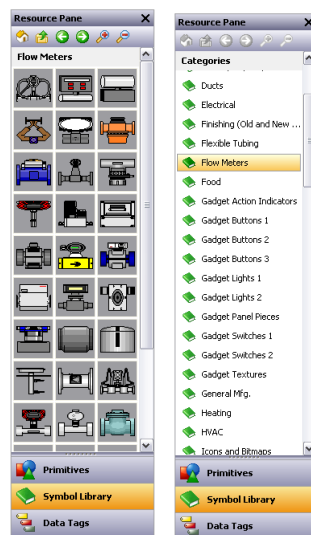 Resource Pane
Flow Meters
Primitives
Symbol Library
Data Tags
Resource Pane
Categories
Ducts
Electrical
Finishing (Old and New ...
Flexible Tubing
Flow Meters
Food
Gadget Action Indicators
Gadget Buttons 1
Gadget Buttons 2
Gadget Buttons 3
Gadget Lights 1
Gadget Lights 2
Gadget Panel Pieces
Gadget Switches 1
Gadget Switches 2
Gadget Textures
General Mfg.
Heating
HVAC
Icons and Bitmaps
Primitives
Symbol Library
Data Tags